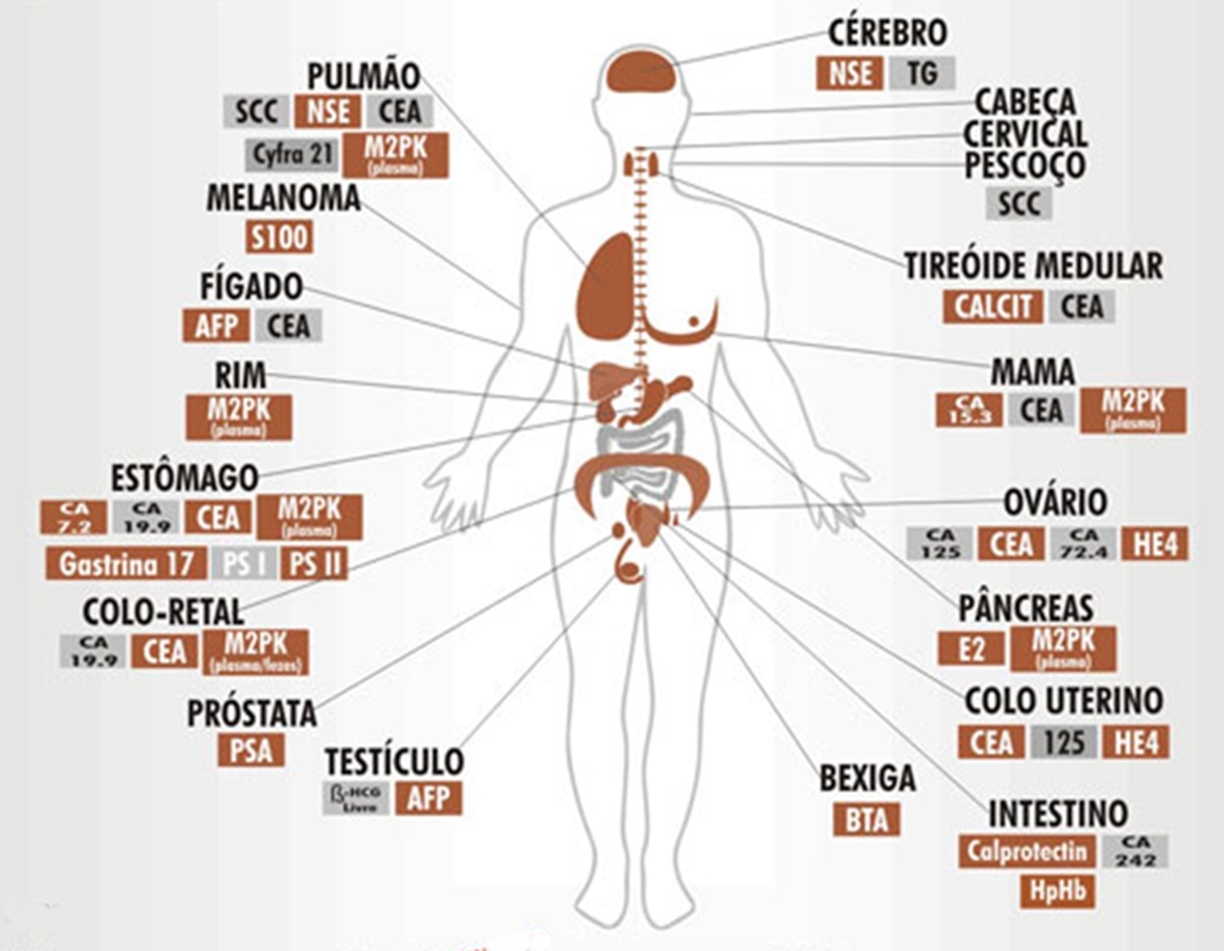 PULMÃO
SCC NSE CEA
Cyfra 21 M2PK
(plasma)
MELANOMA
S100
FÍGADO
AFP CEA
RIM
M2PK
(plasma)
ESTÔMAGO
CA 7.2 CA 19.9 CEA M2PK
(plasma)
Gastrina 17 PS I PS II
COLO-RETAL
CA 19.9 CEA M2PK
(plasma/fezes)
PRÓSTATA
PSA
TESTÍCULO
ß-HCG Livre AFP
CÉREBRO
NSE TG
CABEÇA
CERVICAL
PESCOÇO
SCC
TIREÓIDE MEDULAR
CALCIT CEA
MAMA
CA 15.3 CEA M2PK
(plasma)
OVÁRIO
CA 125 CEA CA 72.4 HE4
PÂNCREAS
E2 M2PK
(plasma)
COLO UTERINO
CEA 125 HE4
BEXIGA
BTA
INTESTINO
Calprotectin CA 242
HpHb